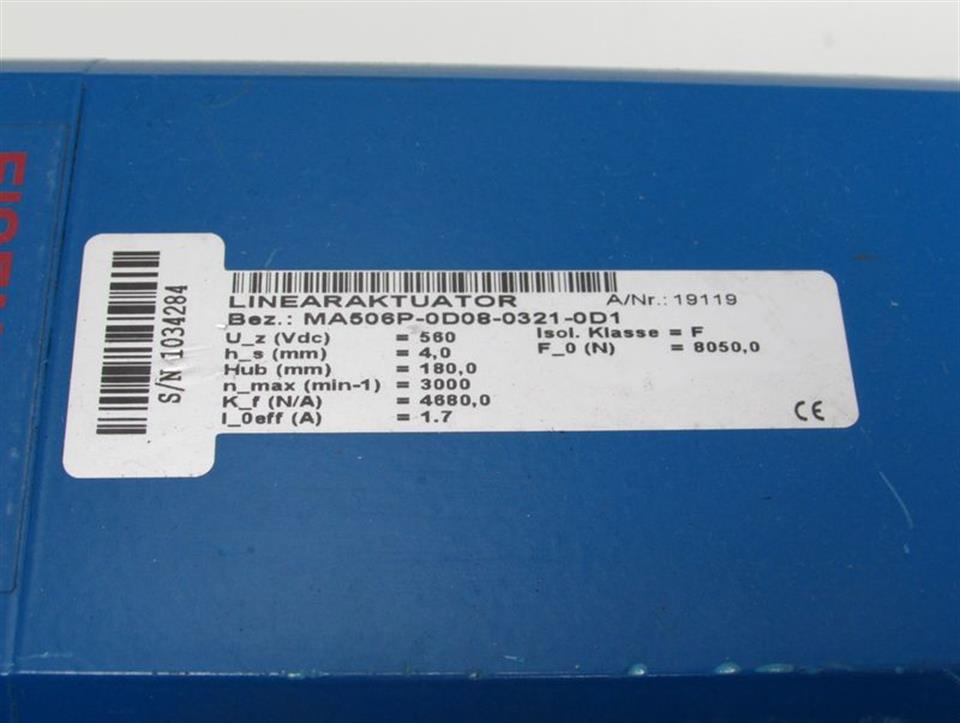 S/N 1034284
LINEARAKTUATOR A/Nr.: 19119
Bez.: MA506P-0D08-0321-0D1
U_z (Vdc) = 560 Isol. Klasse = F
h_s (mm) = 4,0 F_0 (N) = 8050,0
Hub (mm) = 180,0
n_max (min-1) = 3000
K_f (N/A) = 4680,0
I_0eff (A) = 1.7
CE